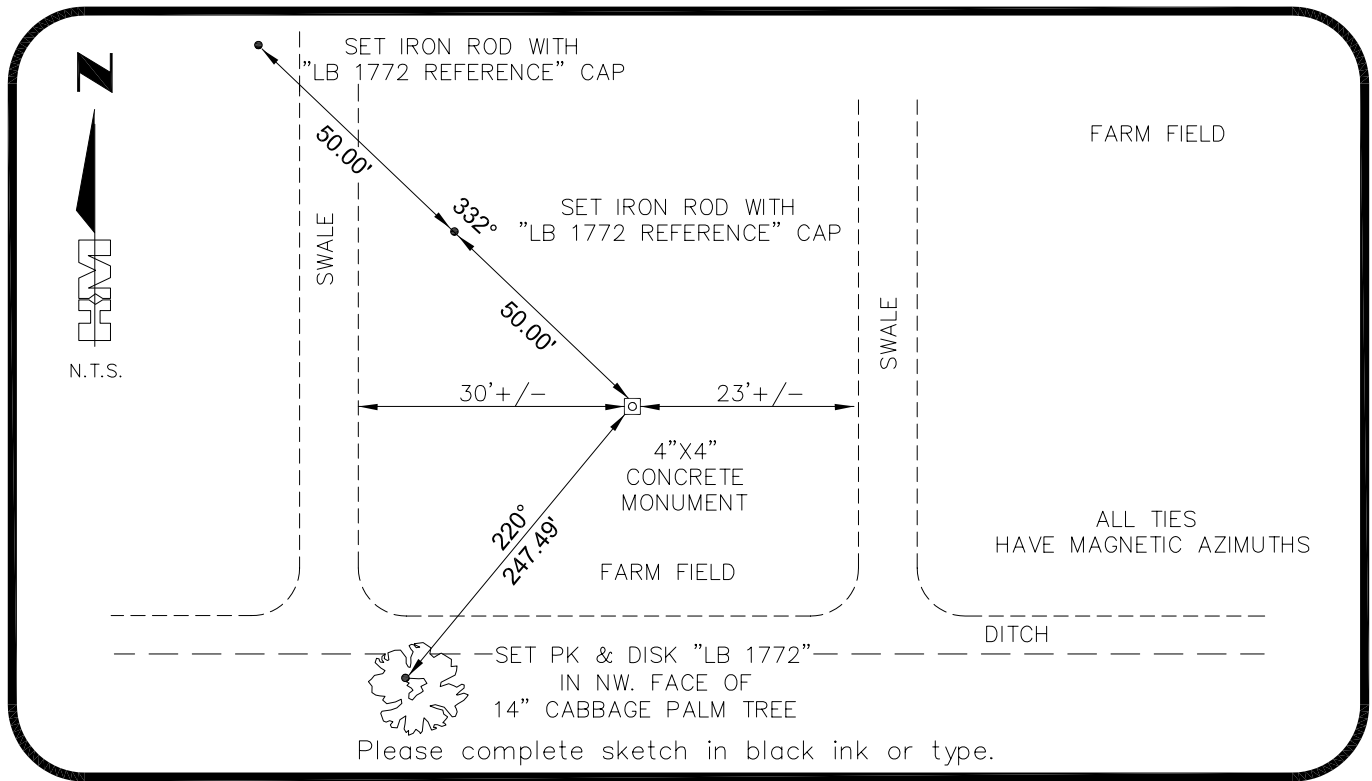 SET IRON ROD WITH
"LB 1772 REFERENCE" CAP
N
50.00'
FARM FIELD
332°
SET IRON ROD WITH
"LB 1772 REFERENCE" CAP
SWALE
HM
N.T.S.
50.00'
SWALE
30'+/-
23'+/-
4"X4"
CONCRETE
MONUMENT
220°
247.49'
FARM FIELD
ALL TIES
HAVE MAGNETIC AZIMUTHS
DITCH
SET PK & DISK "LB 1772"
IN NW. FACE OF
14" CABBAGE PALM TREE
Please complete sketch in black ink or type.